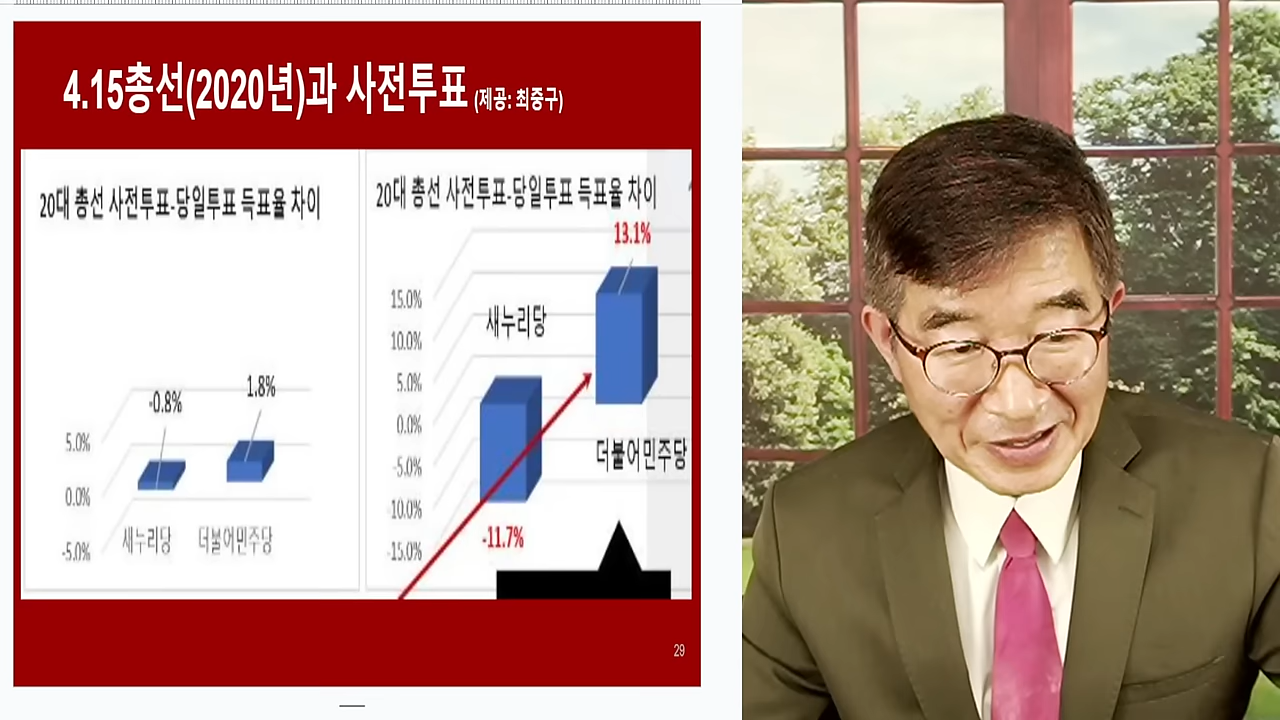 4.15총선(2020년)과 사전투표 (제공: 최중구)
20대 총선 사전투표-당일투표 득표율 차이
-0.8%
1.8%
5.0%
0.0%
-5.0%
새누리당
더불어민주당
20대 총선 사전투표-당일투표 득표율 차이
13.1%
15.0%
새누리당
10.0%
5.0%
0.0%
더불어민주당
-5.0%
-10.0%
-11.7%
-15.0%
29